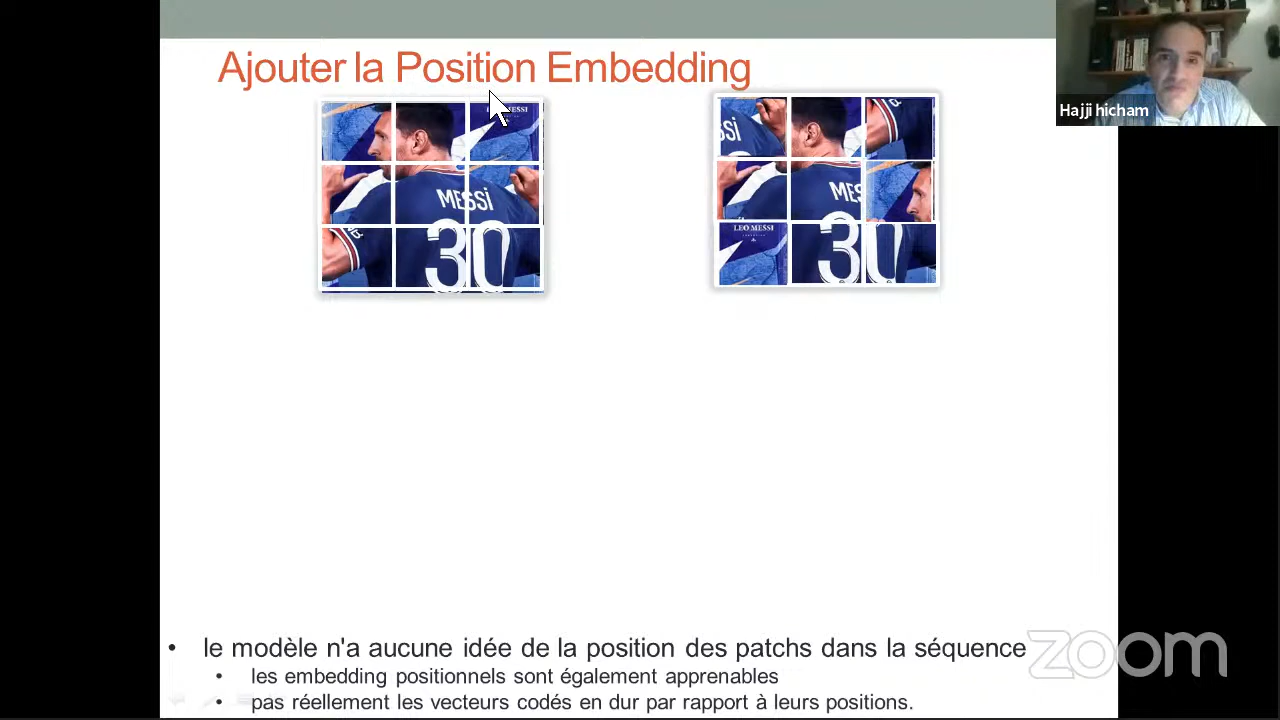 Ajouter la Position Embedding
Hajji hicham
MESSİ
30
Sİ
MES
LEO MESSI
30
le modèle n'a aucune idée de la position des patchs dans la séquence
les embedding positionnels sont également apprenables
pas réellement les vecteurs codés en dur par rapport à leurs positions.
zoom